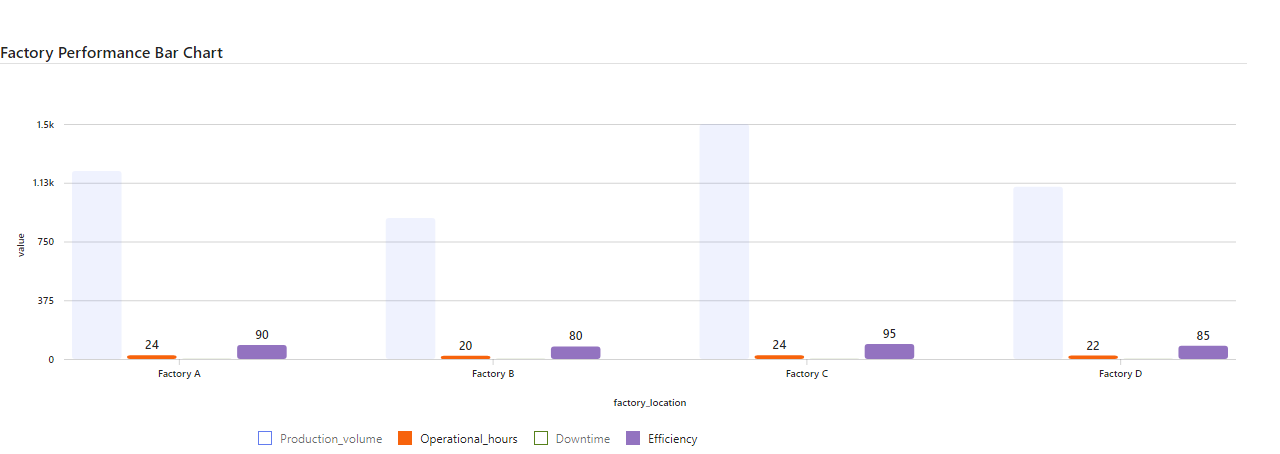 Factory Performance Bar Chart
1.5k
1.13k
750
375
0
value
24
90
20
80
24
95
22
85
Factory A
Factory B
Factory C
Factory D
factory_location
Production_volume Operational_hours Downtime Efficiency